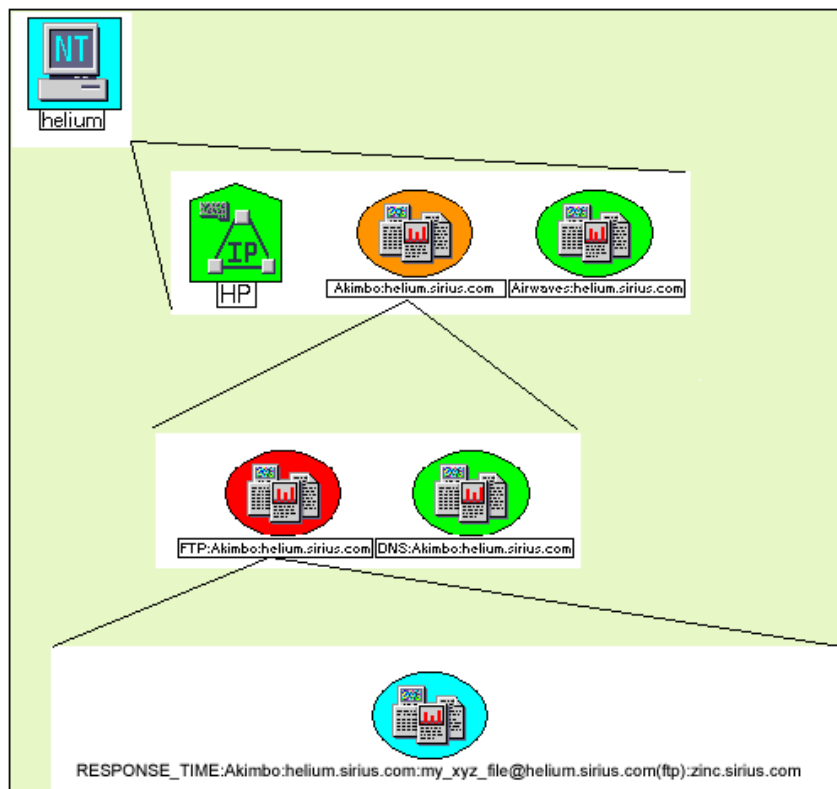 NT
helium
IP
HP
Akimbo:helium.sirius.com
Airwaves:helium.sirius.com
FTP:Akimbo:helium.sirius.com
DNS:Akimbo:helium.sirius.com
RESPONSE_TIME:Akimbo:helium.sirius.com:my_xyz_file@helium.sirius.com(ftp):zinc.sirius.com